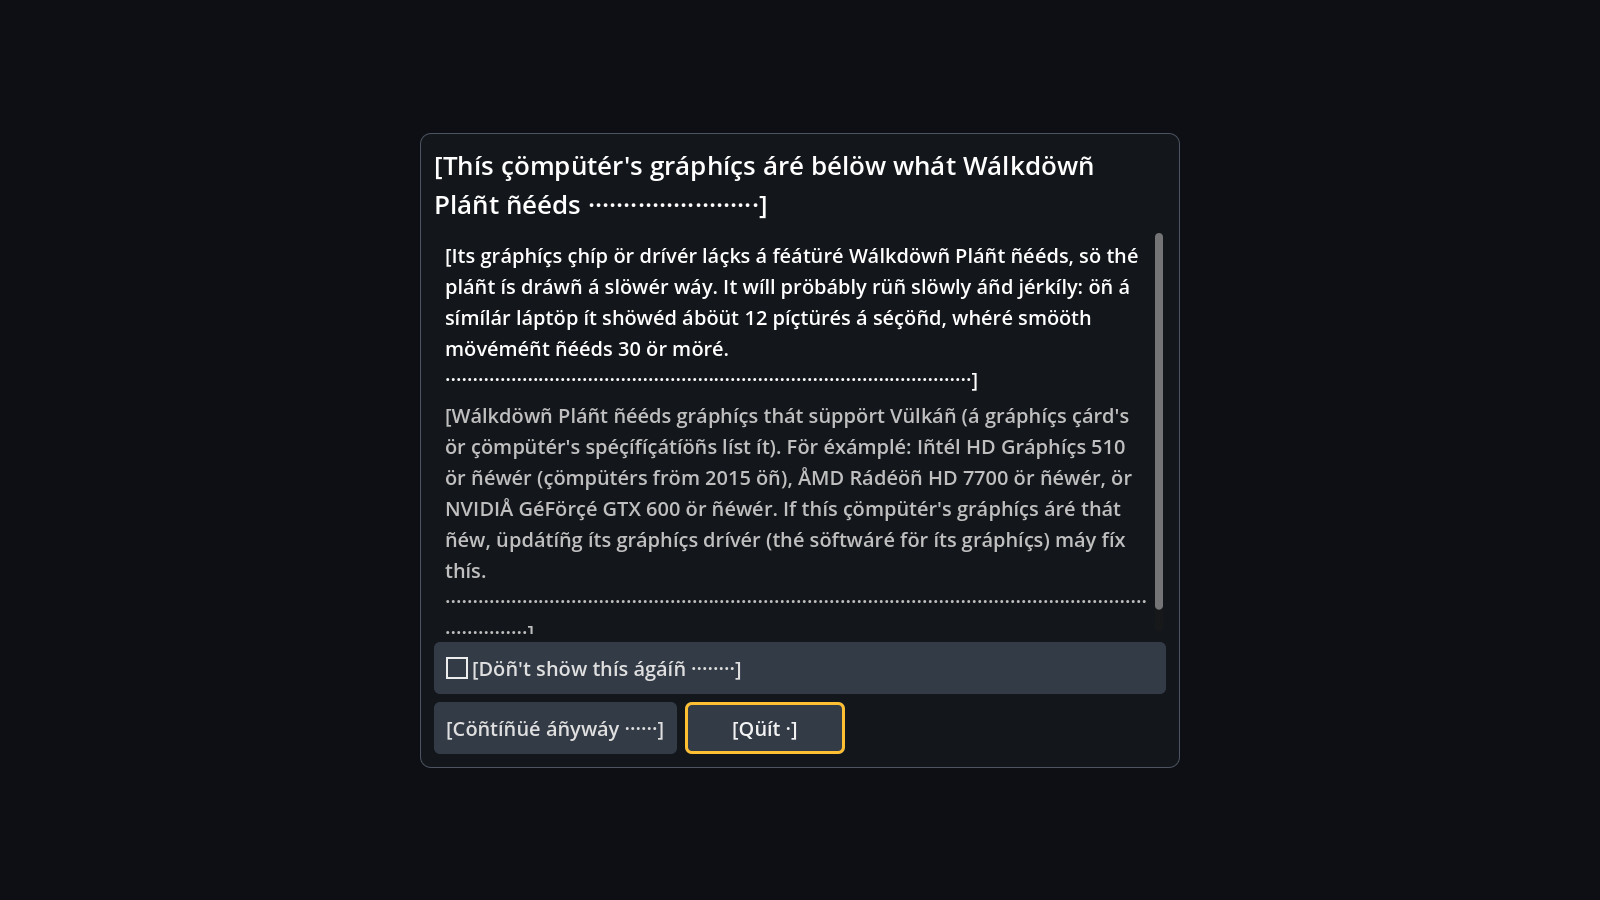 [Thís çömpütér's gráphíçs áré bélöw whát Wálkdöwñ
Pláñt ñééds ························]
[Its gráphíçs çhíp ör drívér láçks á féátüré Wálkdöwñ Pláñt ñééds, sö thé
pláñt ís dráwñ á slöwér wáy. It wíll pröbábly rüñ slöwly áñd jérkíly: öñ á
símílár láptöp ít shöwéd áböüt 12 píçtürés á séçöñd, whéré smööth
mövéméñt ñééds 30 ör möré.
································································································]
[Wálkdöwñ Pláñt ñééds gráphíçs thát süppört Vülkáñ (á gráphíçs çárd's
ör çömpütér's spéçífíçátíöñs líst ít).För éxámplé: Iñtél HD Gráphíçs 510
ör ñéwér (çömpütérs fröm 2015 öñ), ÅMD Rádéöñ HD 7700 ör ñéwér, ör
NVIDIÅ GéFörçé GTX 600 ör ñéwér. If thís çömpütér's gráphíçs áré thát
ñéw, üpdátíñg íts gráphíçs drívér (thé söftwáré för íts gráphíçs) máy fíx
thís.
································································································································
···············]
[Döñ't shöw thís ágáíñ ········]
[Cöñtíñüé áñywáy ······]
[Qüít ·]